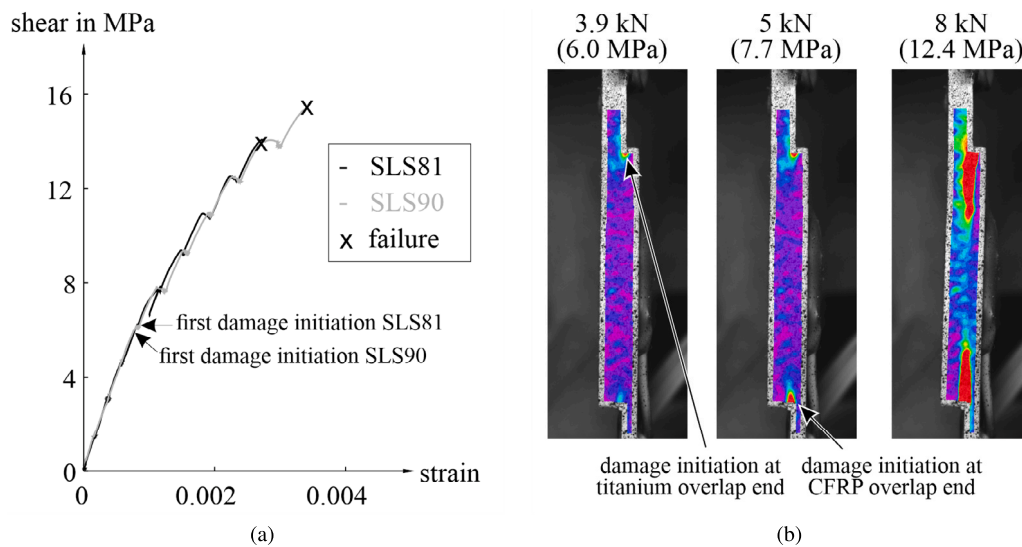 shear in MPa
16
12
8
4
0
0
0.002
0.004
strain
- SLS81
- SLS90
x failure
first damage initiation SLS81
first damage initiation SLS90
(a)
3.9 kN
(6.0 MPa)
5 kN
(7.7 MPa)
8 kN
(12.4 MPa)
damage initiation at
titanium overlap end
damage initiation at
CFRP overlap end
(b)